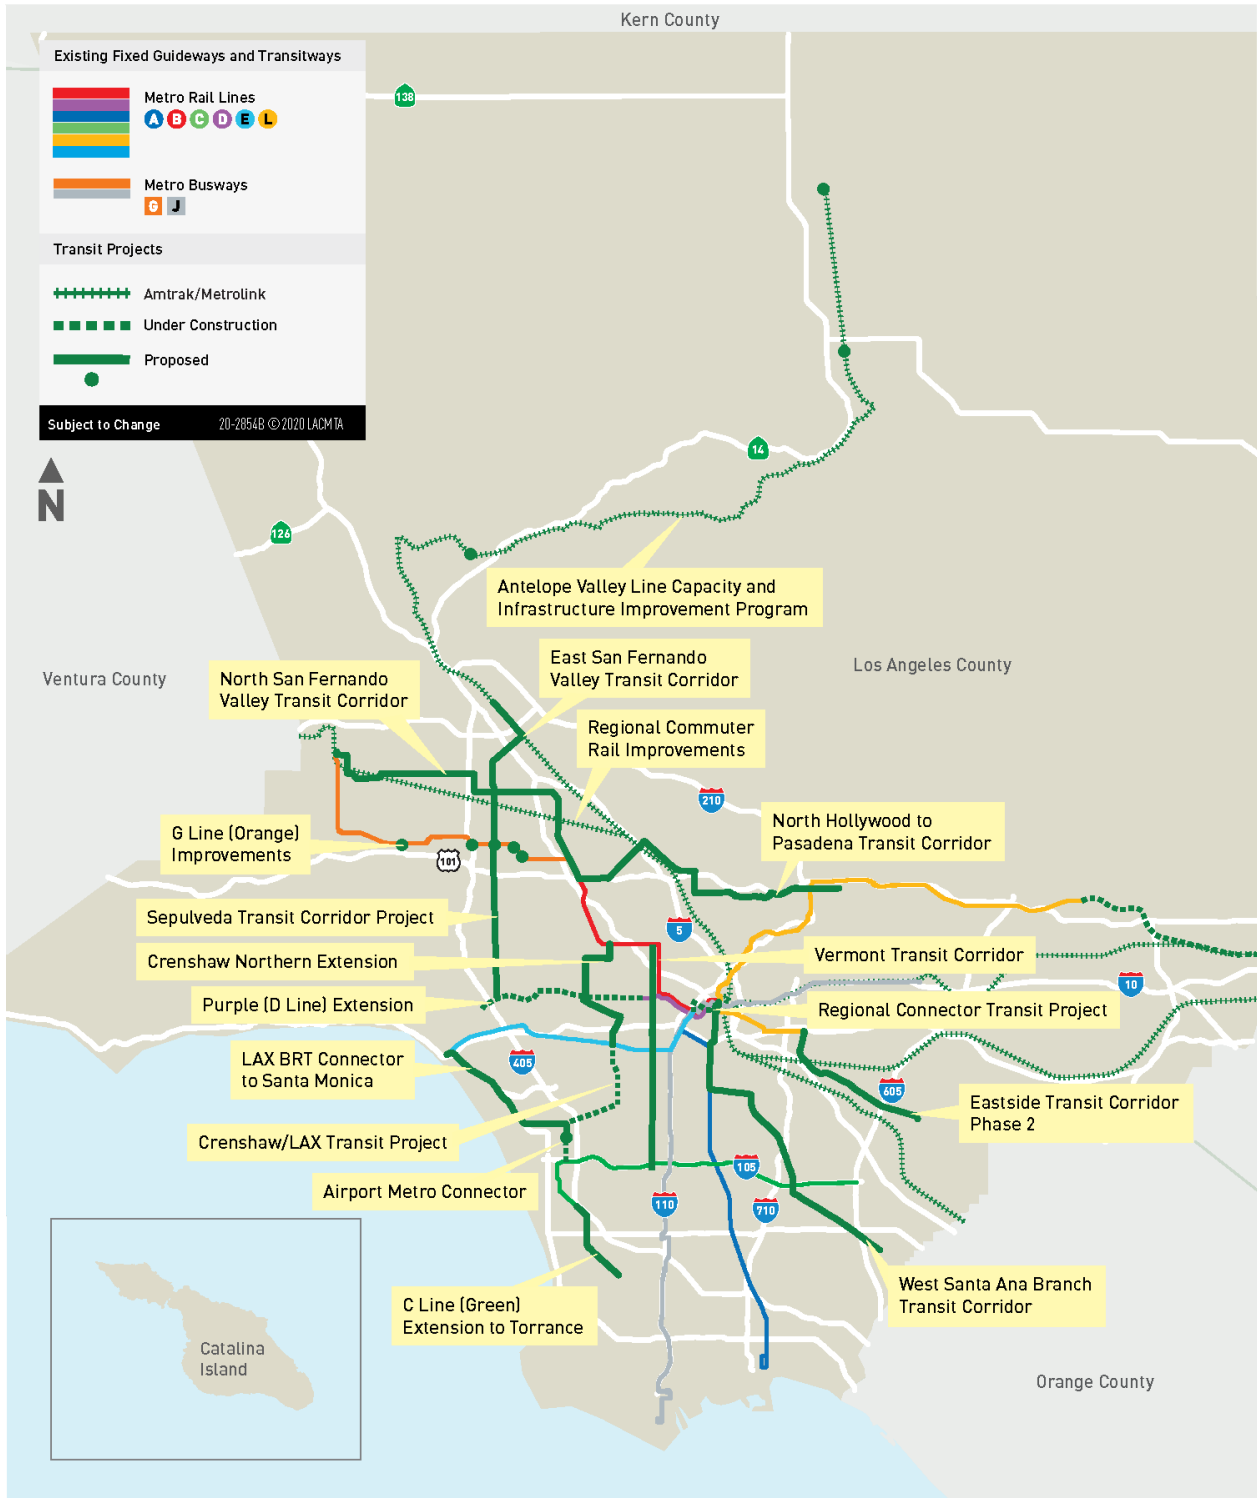 Kern County
Existing Fixed Guideways and Transitways
Metro Rail Lines
A B C D E L
Metro Busways
G J
Transit Projects
Amtrak/Metrolink
Under Construction
Proposed
Subject to Change 20-2854B © 2020 LACMTA
N
138
14
126
Antelope Valley Line Capacity and
Infrastructure Improvement Program
Ventura County
Los Angeles County
East San Fernando
Valley Transit Corridor
North San Fernando
Valley Transit Corridor
Regional Commuter
Rail Improvements
210
North Hollywood to
Pasadena Transit Corridor
G Line (Orange)
Improvements
101
Sepulveda Transit Corridor Project
5
Crenshaw Northern Extension
Vermont Transit Corridor
10
Purple (D Line) Extension
Regional Connector Transit Project
LAX BRT Connector
to Santa Monica
405
605
Eastside Transit Corridor
Phase 2
Crenshaw/LAX Transit Project
105
Airport Metro Connector
110
710
C Line (Green)
Extension to Torrance
West Santa Ana Branch
Transit Corridor
Catalina
Island
Orange County